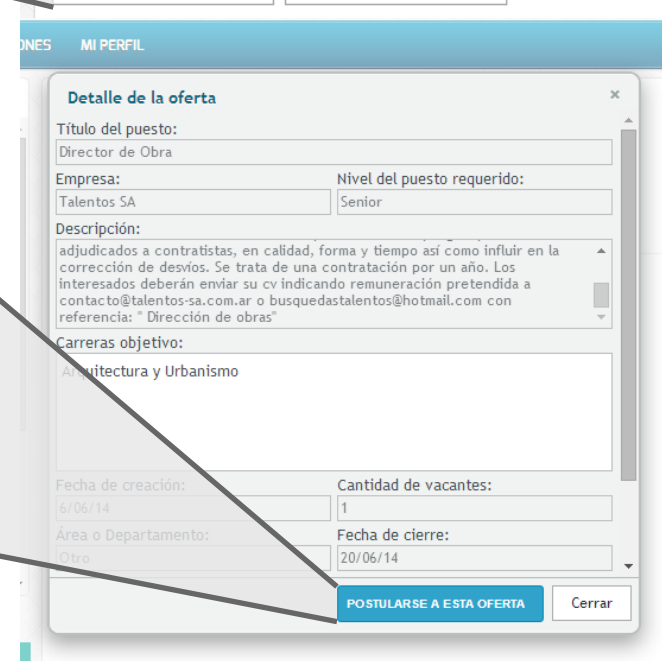 ONES MI PERFIL
Detalle de la oferta ×
Título del puesto:
Director de Obra
Empresa: Nivel del puesto requerido:
Talentos SA Senior
Descripción:
adjudicados a contratistas, en calidad, forma y tiempo así como influir en la
corrección de desvíos. Se trata de una contratación por un año. Los
interesados deberán enviar su cv indicando remuneración pretendida a
contacto@talentos-sa.com.ar o busquedastalentos@hotmail.com con
referencia: " Dirección de obras"
Carreras objetivo:
Arquitectura y Urbanismo
Fecha de creación: Cantidad de vacantes:
6/06/14 1
Área o Departamento: Fecha de cierre:
Otro 20/06/14
POSTULARSE A ESTA OFERTA Cerrar